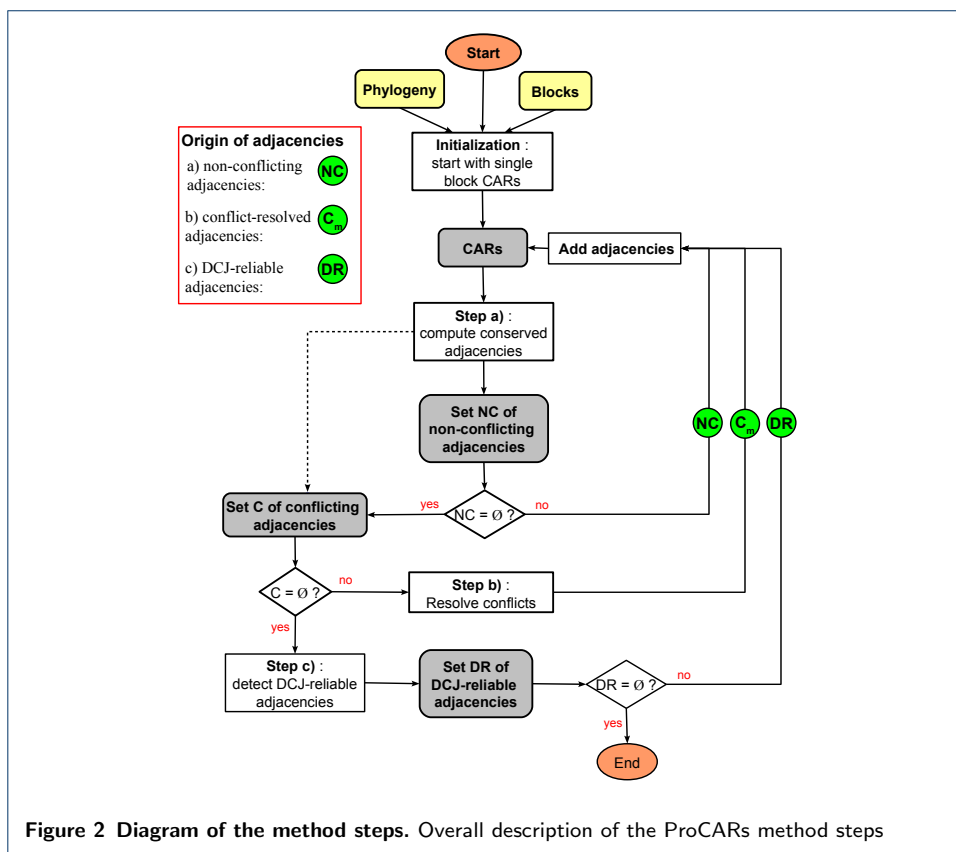 Start
Phylogeny
Blocks
Initialization :
start with single
block CARs
Origin of adjacencies
a) non-conflicting
adjacencies:
NC
b) conflict-resolved
adjacencies:
Cm
c) DCJ-reliable
adjacencies:
DR
CARs
Add adjacencies
Step a) :
compute conserved
adjacencies
Set NC of
non-conflicting
adjacencies
NC
Cm
DR
Set C of conflicting
adjacencies
yes
NC = Ø ?
no
C = Ø ?
no
Step b) :
Resolve conflicts
yes
Step c) :
detect DCJ-reliable
adjacencies
Set DR of
DCJ-reliable
adjacencies
DR = Ø ?
no
yes
End
Figure 2 Diagram of the method steps. Overall description of the ProCARs method steps